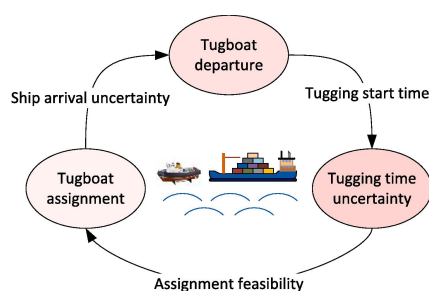 Tugboat
departure
Ship arrival uncertainty
Tugging start time
Tugboat
assignment
Tugging time
uncertainty
Assignment feasibility